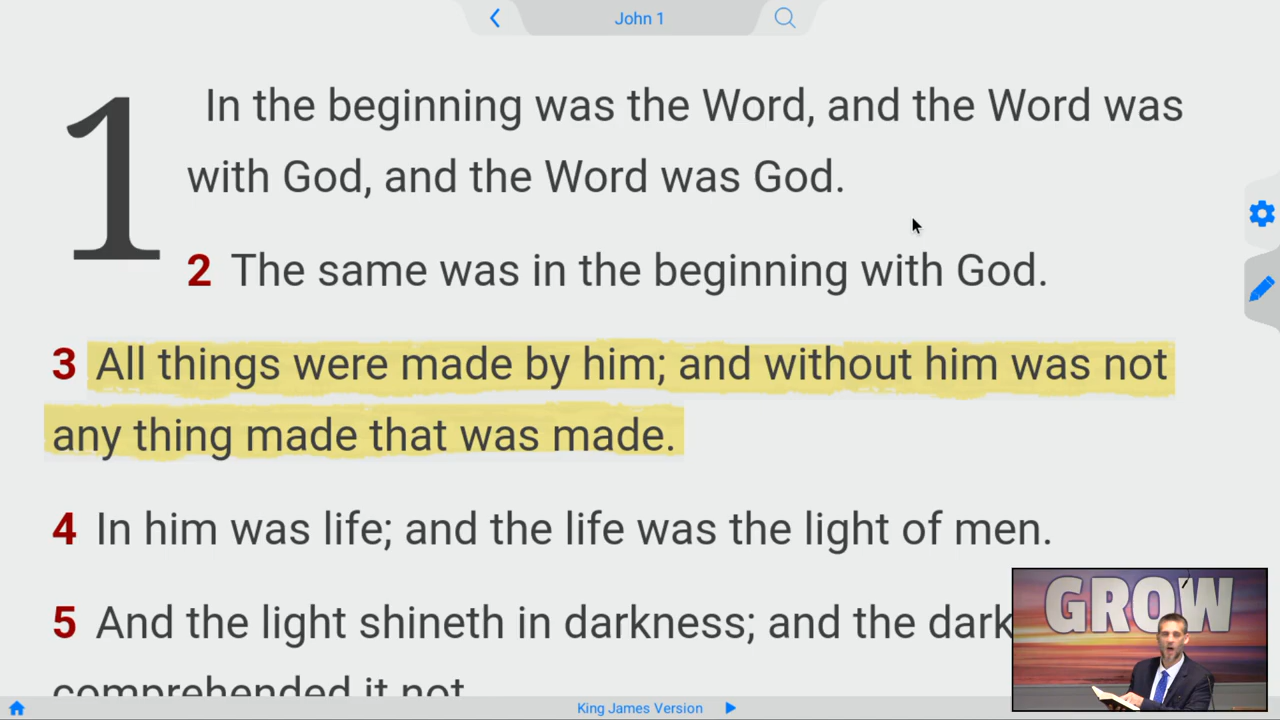 John 1
1 In the beginning was the Word, and the Word was
with God, and the Word was God.
2 The same was in the beginning with God.
3 All things were made by him; and without him was not
any thing made that was made.
4 In him was life; and the life was the light of men.
5 And the light shineth in darkness; and the dark
comprehended it not
GROW
King James Version